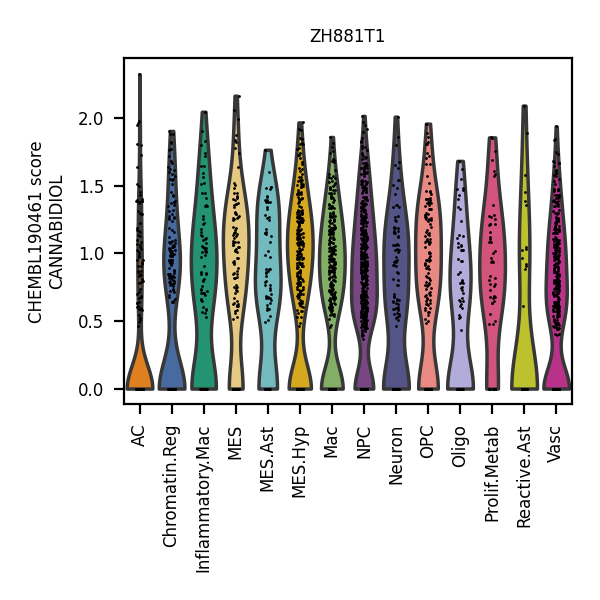 ZH881T1
CHEMBL190461 score
CANNABIDIOL
2.0
1.5
1.0
0.5
0.0
AC
Chromatin.Reg
Inflammatory.Mac
MES
MES.Ast
MES.Hyp
Mac
NPC
Neuron
OPC
Oligo
Prolif.Metab
Reactive.Ast
Vasc